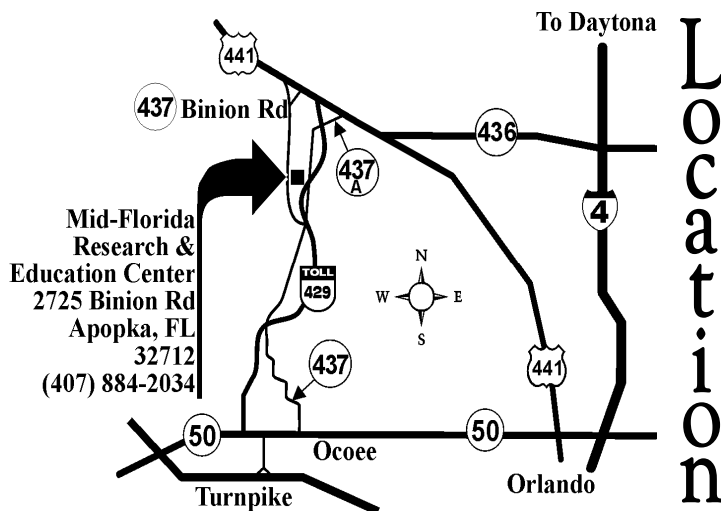 To Daytona
441
437 Binion Rd
436
437
A
4
Mid-Florida
Research &
Education Center
2725 Binion Rd
Apopka, FL
32712
(407) 884-2034
N
W E
S
TOLL
429
437
441
50
50
Ocoee
Turnpike
Orlando
Location